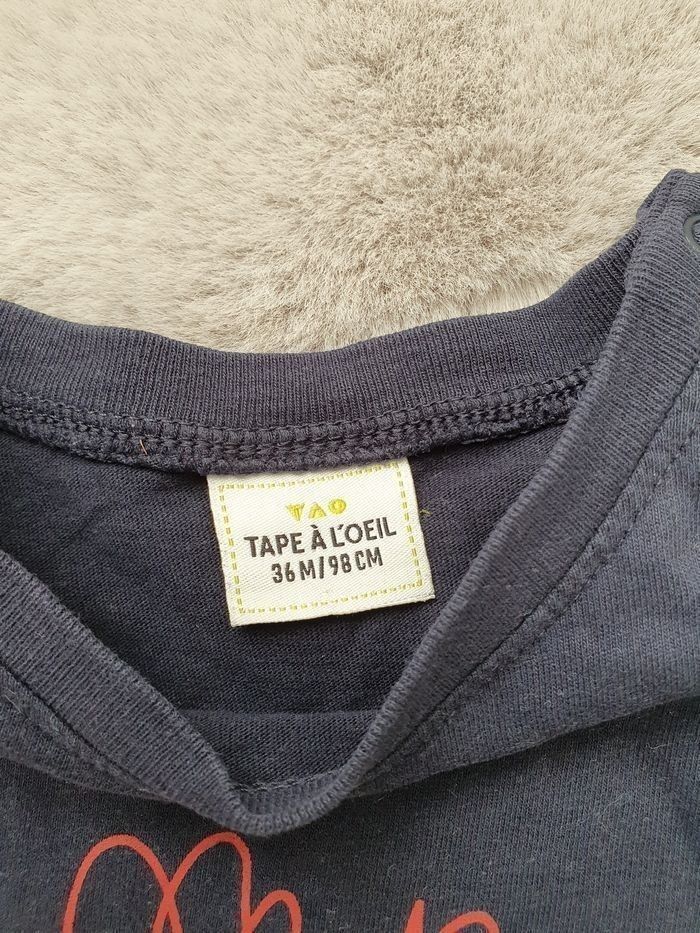 TAO
TAPE À L'OEIL
36 M/98 CM